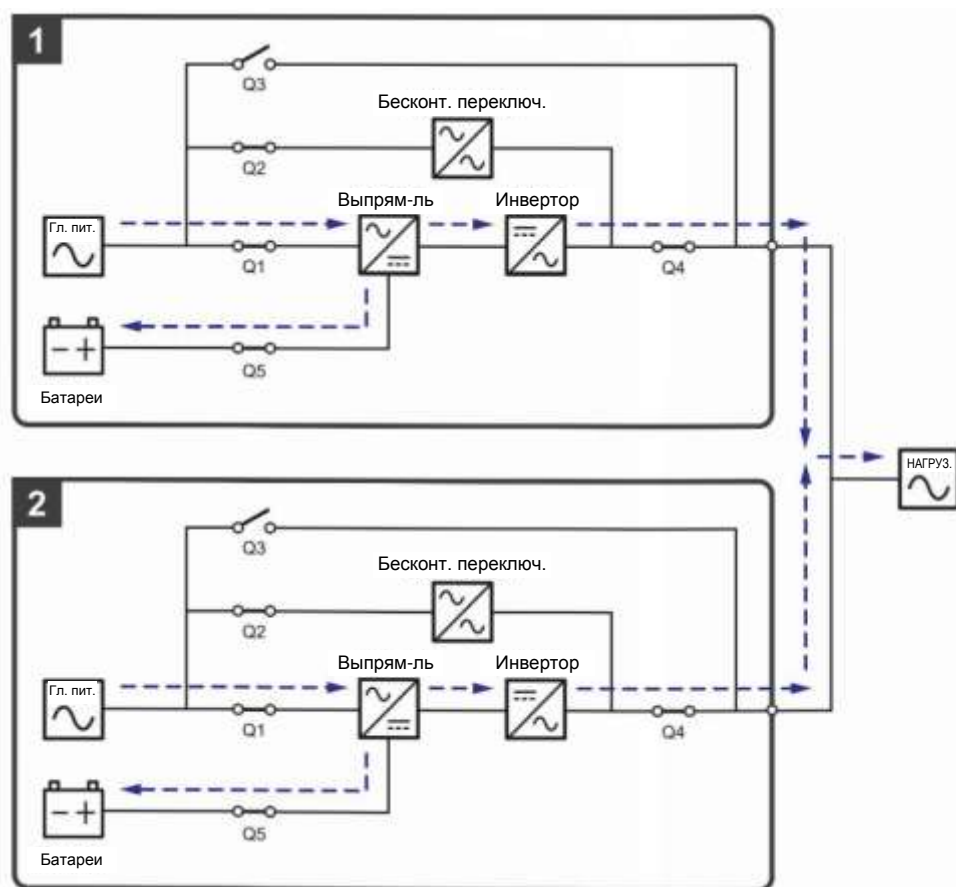 1
Q3
Бесконт. переключ.
Q2
Выпрям-ль
Инвертор
Гл. пит.
Q1
Q4
- +
Q5
Батареи
НАГРУЗ.
2
Q3
Бесконт. переключ.
Q2
Выпрям-ль
Инвертор
Гл. пит.
Q1
Q4
- +
Q5
Батареи